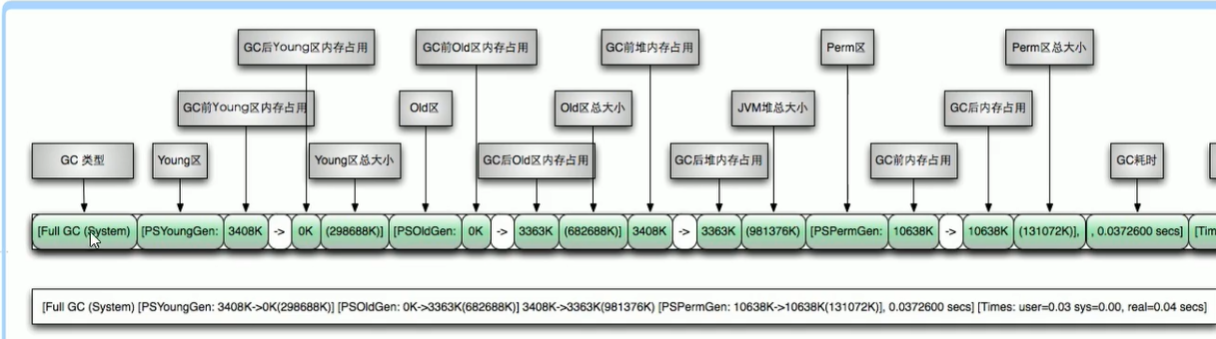 GC后Young区内存占用 GC前Old区内存占用 GC前堆内存占用 Perm区 Perm区总大小
GC前Young区内存占用 Old区 Old区总大小 JVM堆总大小 GC后内存占用
GC 类型 Young区 Young区总大小 GC后Old区内存占用 GC后堆内存占用 GC前内存占用 GC耗时
[Full GC (System) [PSYoungGen: 3408K -> 0K (298688K)] [PSOldGen: 0K -> 3363K (682688K)] 3408K -> 3363K (981376K) [PSPermGen: 10638K -> 10638K (131072K)], , 0.0372600 secs] [Tim
[Full GC (System) [PSYoungGen: 3408K->0K(298688K)] [PSOldGen: 0K->3363K(682688K)] 3408K->3363K(981376K) [PSPermGen: 10638K->10638K(131072K)], 0.0372600 secs] [Times: user=0.03 sys=0.00, real=0.04 secs]